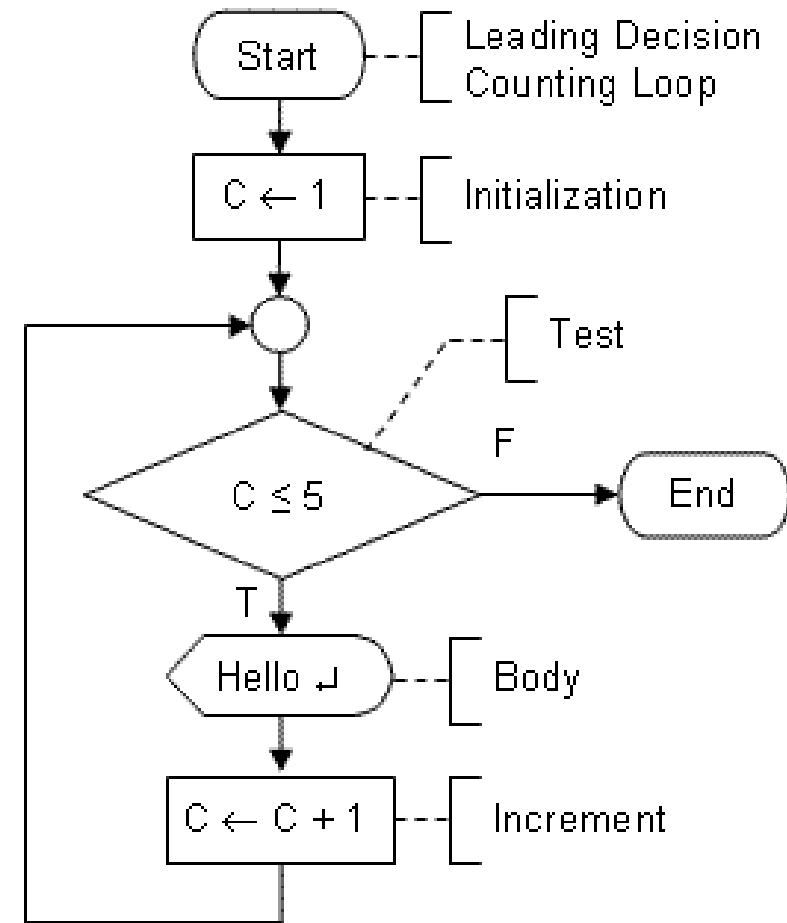 Start
Leading Decision
Counting Loop
C ← 1
Initialization
Test
C ≤ 5
F
End
T
Hello ↵
Body
C ← C + 1
Increment